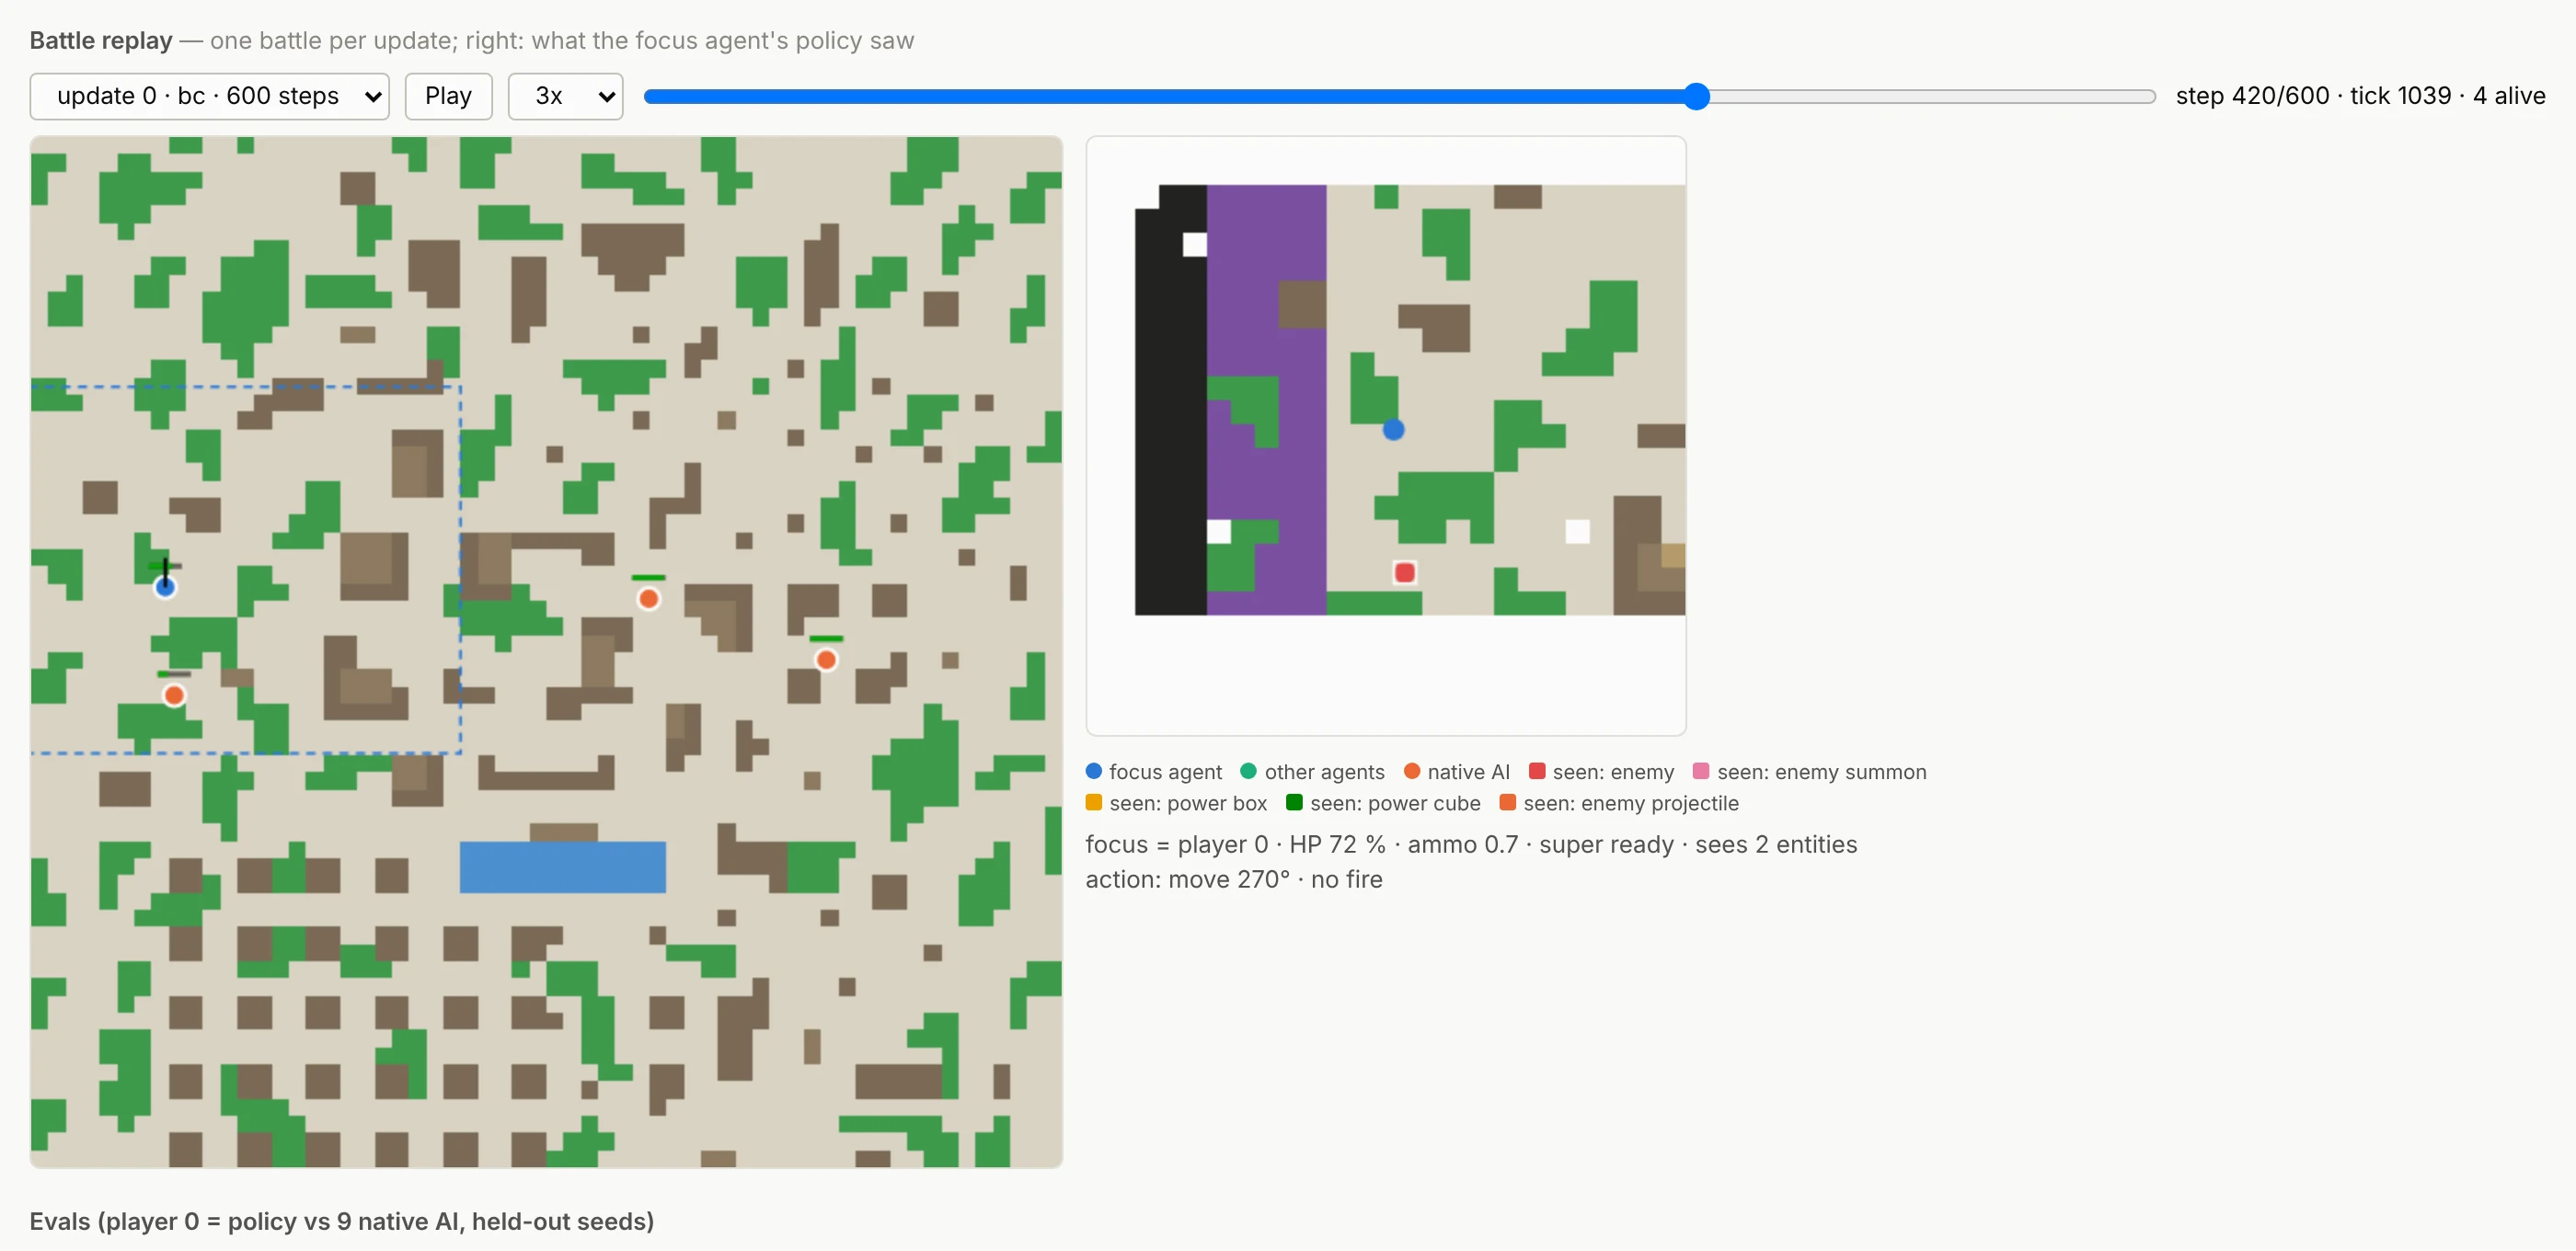 Battle replay — one battle per update; right: what the focus agent's policy saw
update 0 · bc · 600 steps Play 3x step 420/600 · tick 1039 · 4 alive
focus agent other agents native AI seen: enemy seen: enemy summon
seen: power box seen: power cube seen: enemy projectile
focus = player 0 · HP 72 % · ammo 0.7 · super ready · sees 2 entities
action: move 270° · no fire
Evals (player 0 = policy vs 9 native AI, held-out seeds)